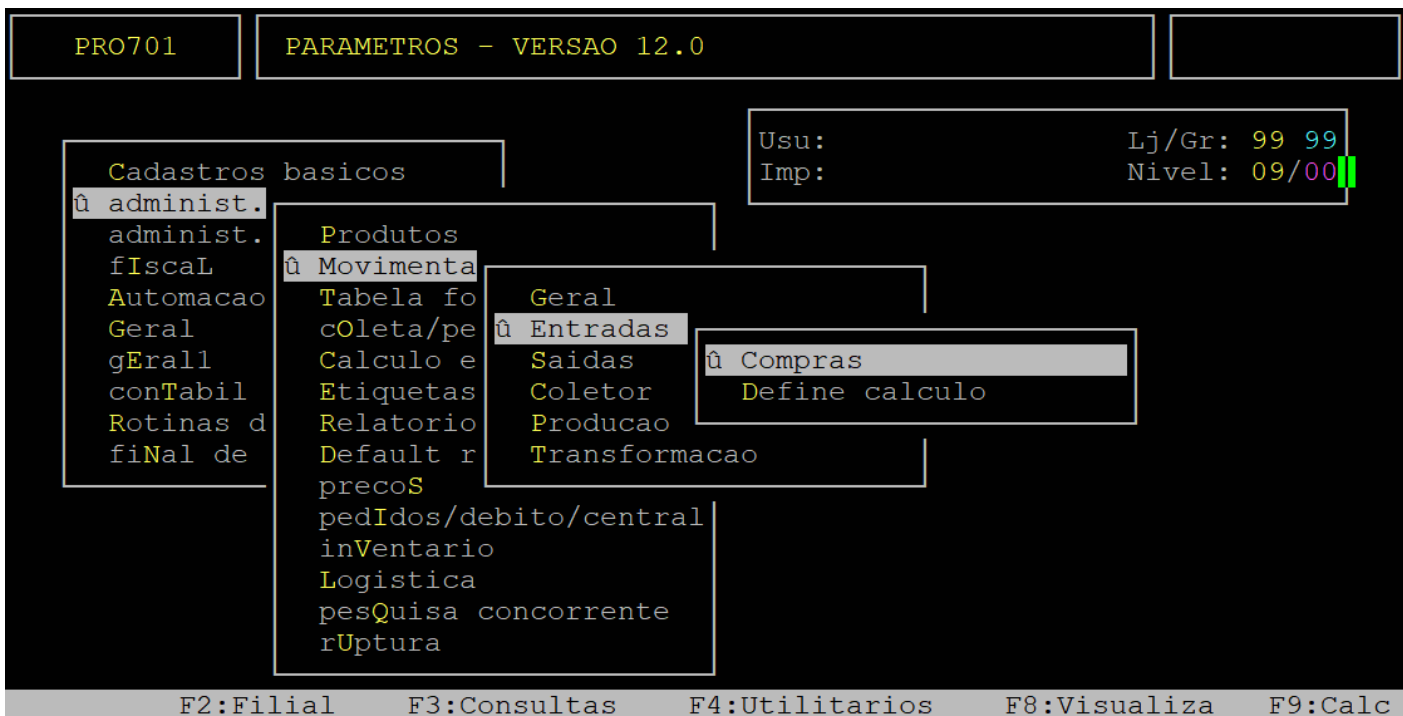 PRO701 PARAMETROS - VERSAO 12.0
Usu: Lj/Gr: 99 99
Imp: Nivel: 09/00
Cadastros basicos
û administ.
administ.
fIscaL
Automacao
Geral
gErall
conTabil
Rotinas d
fiNal de
Produtos
û Movimenta
Tabela fo
cOleta/pe
Calculo e
Etiquetas
Relatorio
Default r
precoS
pedIdos/debito/central
inVentario
Logistica
pesQuisa concorrente
rUptura
Geral
û Entradas
Saidas
Coletor
Producao
Transformacao
û Compras
Define calculo
F2:Filial F3:Consultas F4:Utilitarios F8:Visualiza F9:Calc